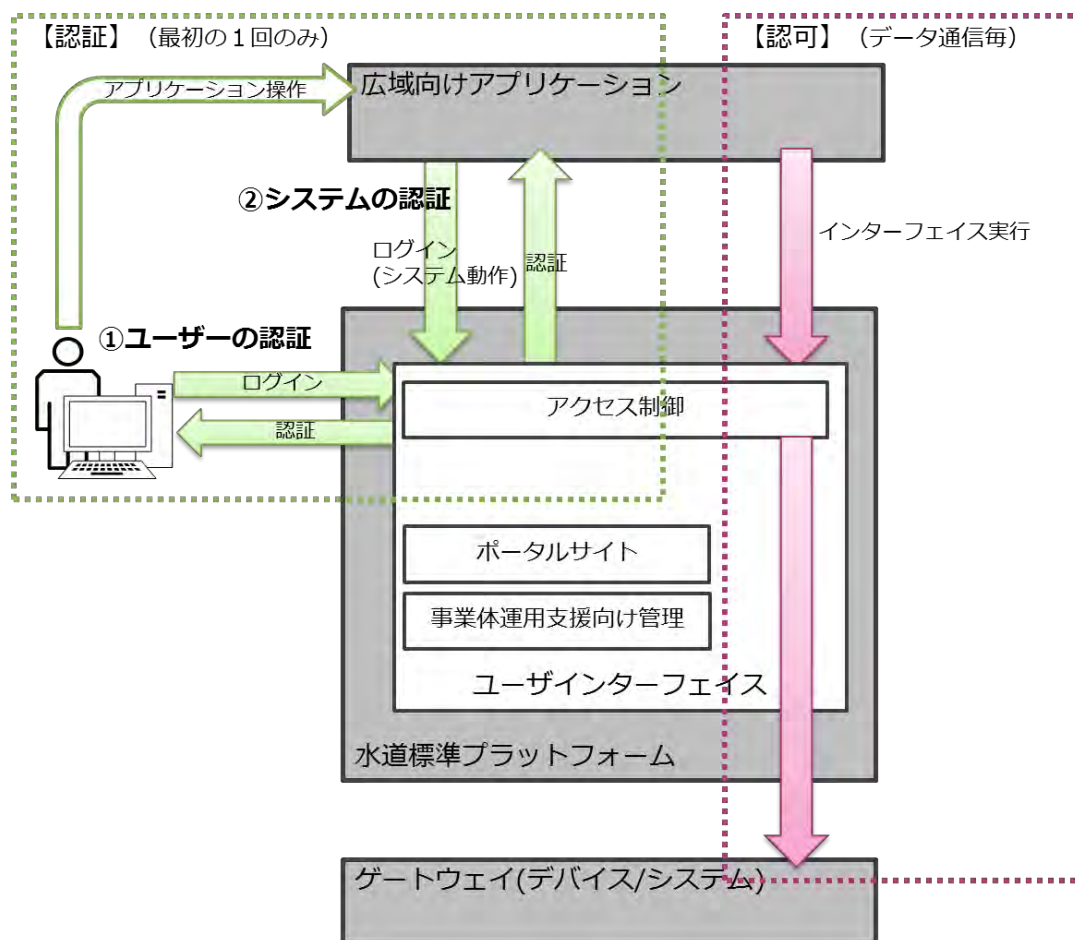 【認証】（最初の１回のみ）
【認可】（データ通信毎）
アプリケーション操作
広域向けアプリケーション
②システムの認証
ログイン
(システム動作)
認証
インターフェイス実行
①ユーザーの認証
ログイン
認証
アクセス制御
ポータルサイト
事業体運用支援向け管理
ユーザインターフェイス
水道標準プラットフォーム
ゲートウェイ(デバイス/システム)